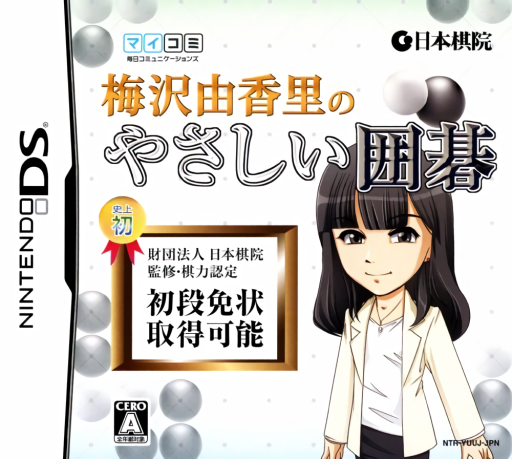 マイコミ
毎日コミュニケーションズ
日本棋院
梅沢由香里の
やさしい囲碁
NINTENDO DS
史上
初
財団法人 日本棋院
監修・棋力認定
初段免状
取得可能
CERO
A
全年齢対象
NTR-YUUJ-JPN